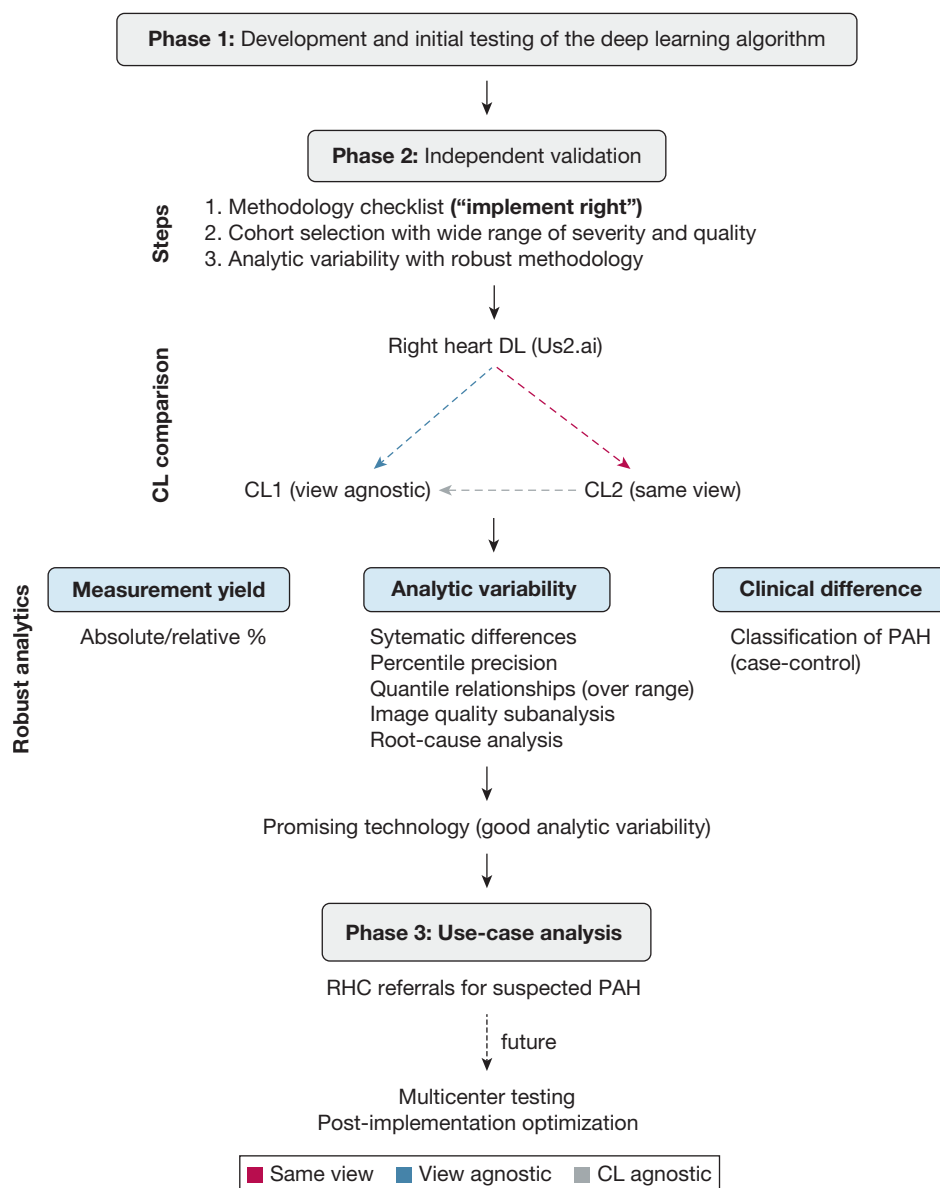 Phase 1: Development and initial testing of the deep learning algorithm
Phase 2: Independent validation
Steps
1. Methodology checklist (“implement right”)
2. Cohort selection with wide range of severity and quality
3. Analytic variability with robust methodology
CL comparison
Right heart DL (Us2.ai)
CL1 (view agnostic)
CL2 (same view)
Robust analytics
Measurement yield
Absolute/relative %
Analytic variability
Sytematic differences
Percentile precision
Quantile relationships (over range)
Image quality subanalysis
Root-cause analysis
Clinical difference
Classification of PAH
(case-control)
Promising technology (good analytic variability)
Phase 3: Use-case analysis
RHC referrals for suspected PAH
future
Multicenter testing
Post-implementation optimization
Same view
View agnostic
CL agnostic